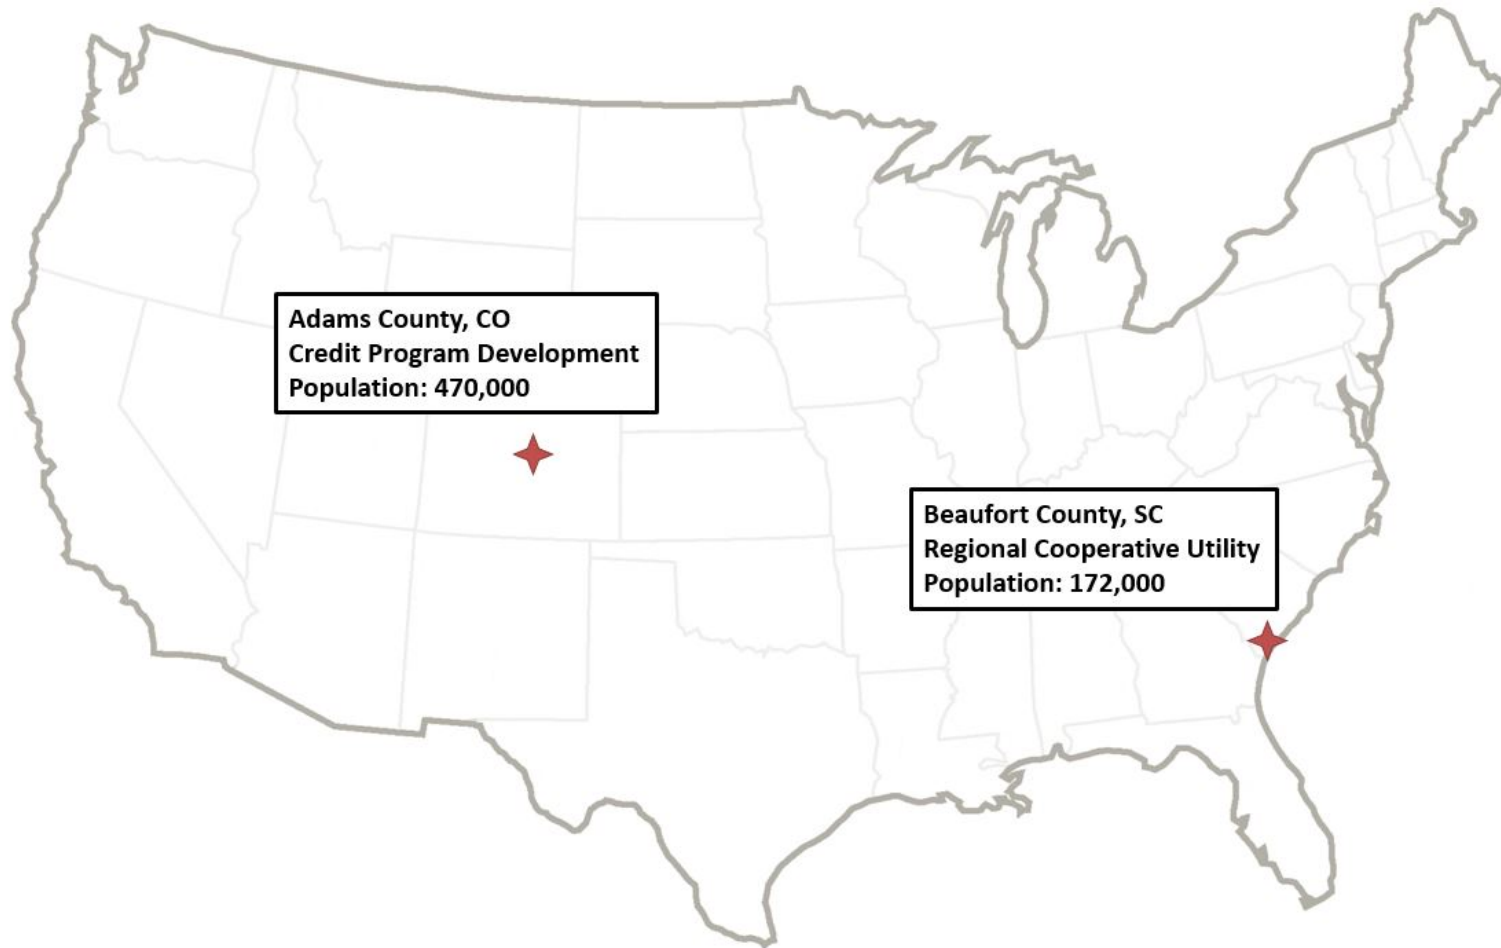 Adams County, CO
Credit Program Development
Population: 470,000
Beaufort County, SC
Regional Cooperative Utility
Population: 172,000